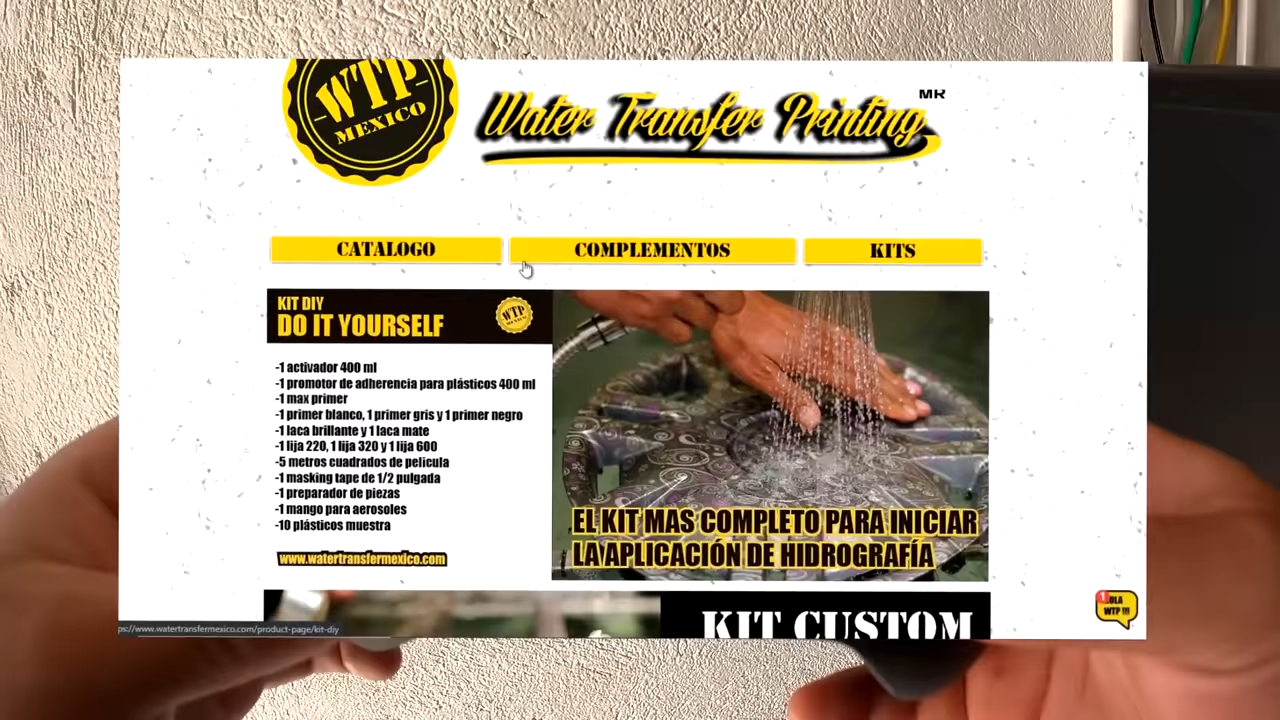 WTP
MEXICO
Water Transfer Printing
MR
CATALOGO
COMPLEMENTOS
KITS
KIT DIY
DO IT YOURSELF
WTP
MEXICO
-1 activador 400 ml
-1 promotor de adherencia para plásticos 400 ml
-1 max primer
-1 primer blanco, 1 primer gris y 1 primer negro
-1 laca brillante y 1 laca mate
-1 lija 220, 1 lija 320 y 1 lija 600
-5 metros cuadrados de película
-1 masking tape de 1/2 pulgada
-1 preparador de piezas
-1 mango para aerosoles
-10 plásticos muestra
www.watertransfermexico.com
EL KIT MAS COMPLETO PARA INICIAR
LA APLICACIÓN DE HIDROGRAFÍA
KIT CUSTOM
1
WTP !!!
ps://www.watertransfermexico.com/product-page/kit-diy